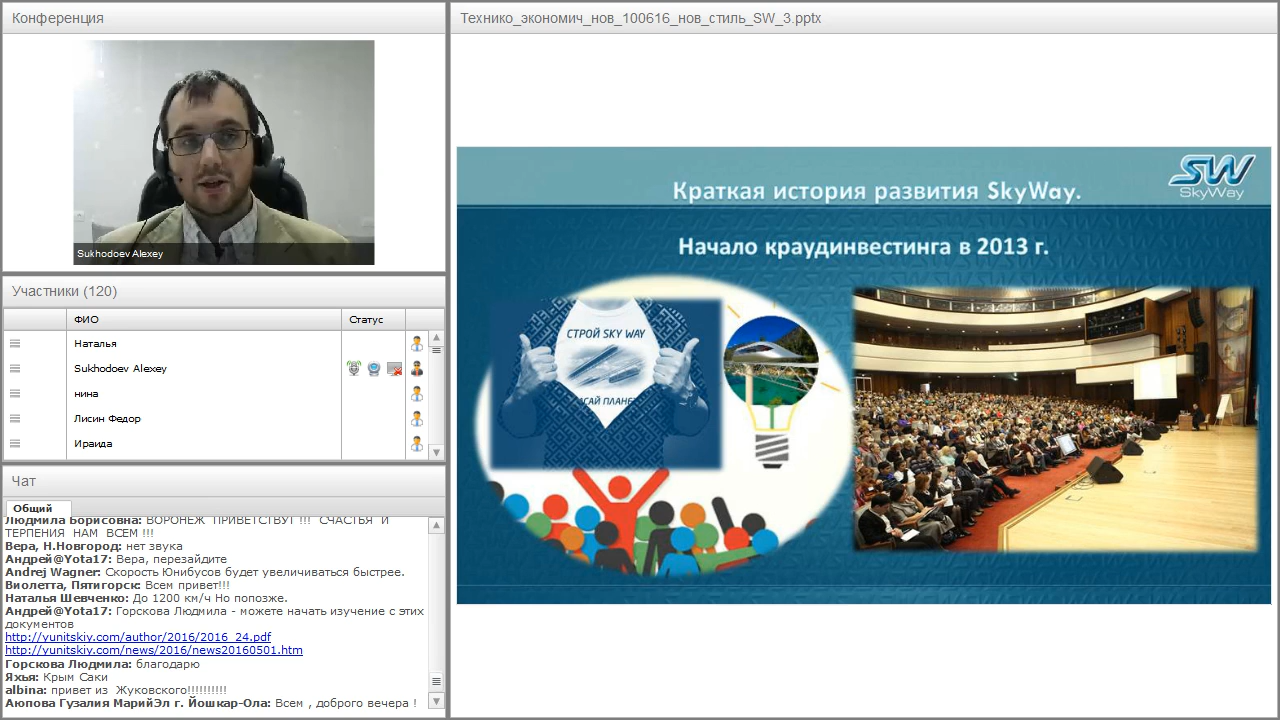 Конференция
Sukhodoev Alexey
Участники (120)
ФИО
Статус
Наталья
Sukhodoev Alexey
нина
Лисин Федор
Ираида
Чат
Общий
Людмила Борисовна: ВОРОНЕЖ ПРИВЕТСТВУТ !!! СЧАСТЬЯ И
ТЕРПЕНИЯ НАМ ВСЕМ !!!
Вера, Н.Новгород: нет звука
Андрей@Yota17: Вера, перезайдите
Andrej Wagner: Скорость Юнибусов будет увеличиваться быстрее.
Виолетта, Пятигорск: Всем привет!!!
Наталья Шевченко: До 1200 км/ч Но попозже.
Андрей@Yota17: Горскова Людмила - можете начать изучение с этих
документов
http://yunitskiy.com/author/2016/2016_24.pdf
http://yunitskiy.com/news/2016/news20160501.htm
Горскова Людмила: благодарю
Яхья: Крым Саки
albina: привет из Жуковского!!!!!!!!!!
Аюпова Гузалия МарийЭл г. Йошкар-Ола: Всем , доброго вечера !
Технико_экономич_нов_100616_нов_стиль_SW_3.pptx
SW
SkyWay
Краткая история развития SkyWay.
Начало краудинвестинга в 2013 г.
СТРОЙ SKY WAY
АСАЙ ПЛАНЕ